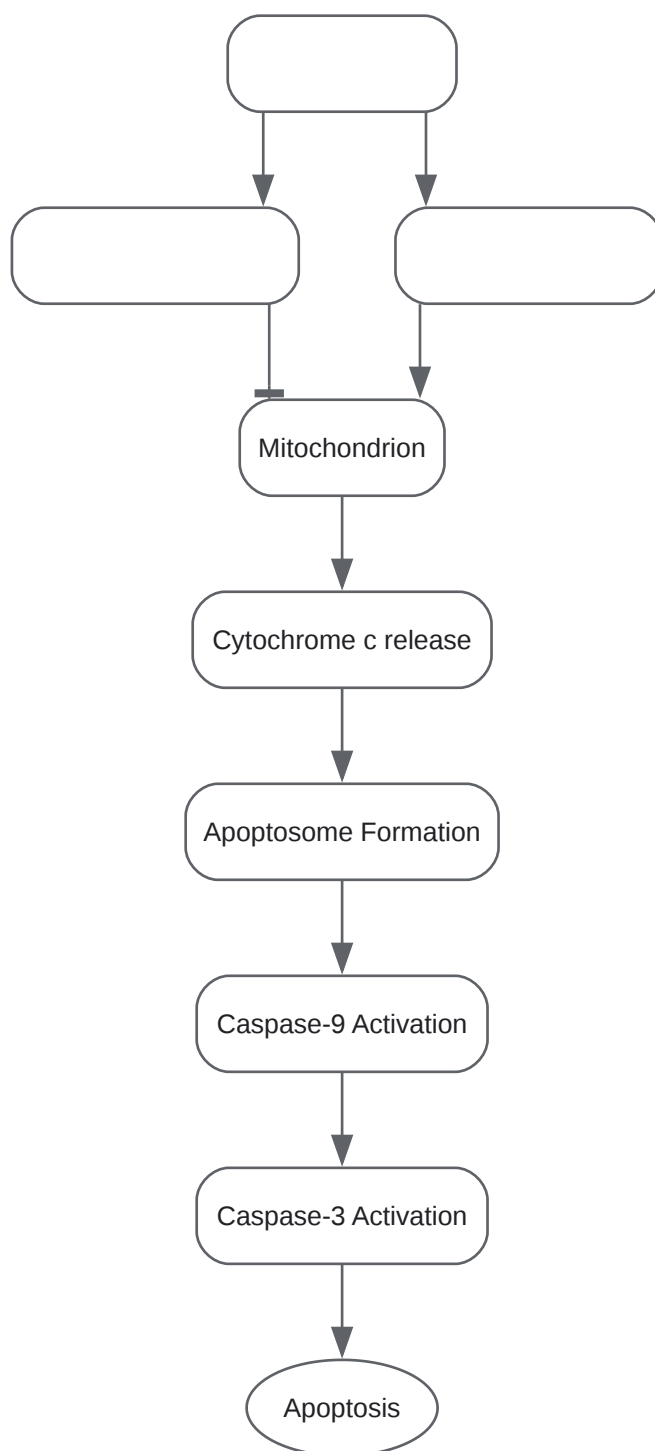 Mitochondrion
Cytochrome c release
Apoptosome Formation
Caspase-9 Activation
Caspase-3 Activation
Apoptosis